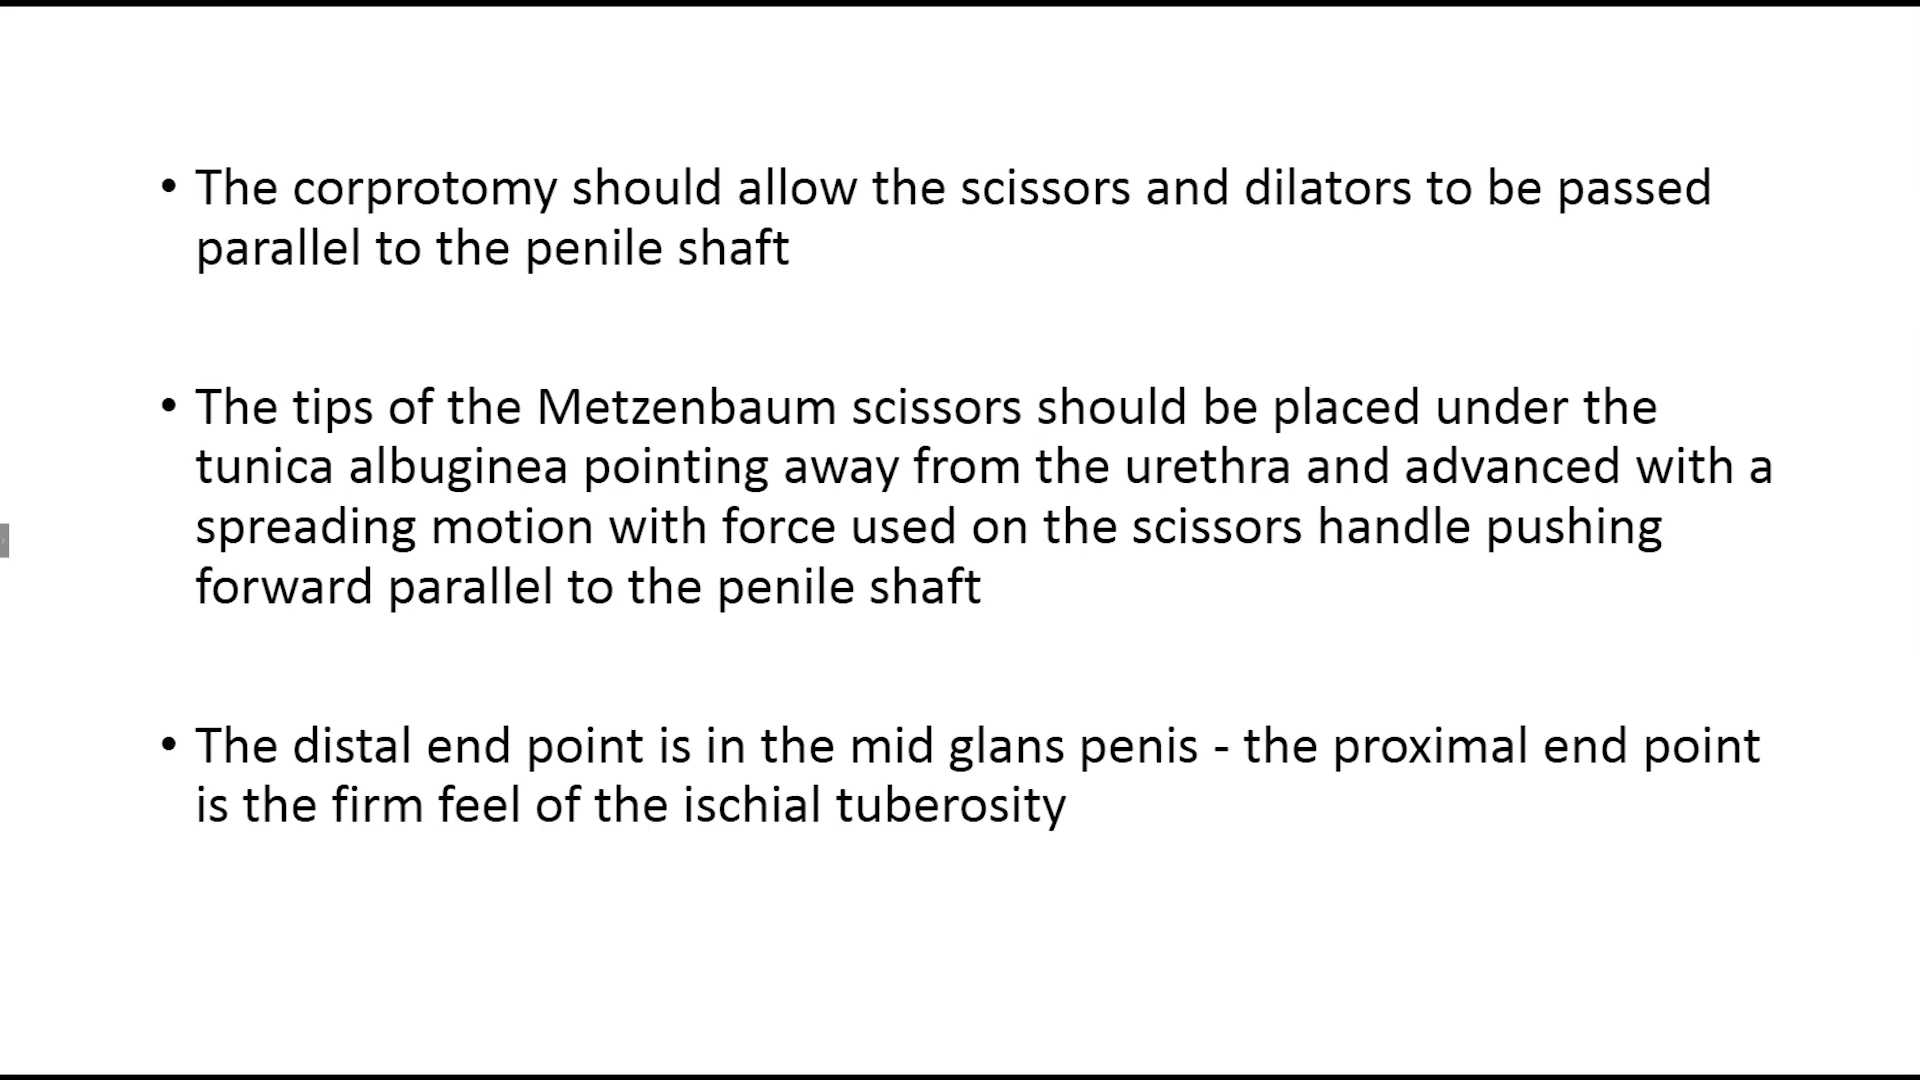 • The corprotomy should allow the scissors and dilators to be passed
parallel to the penile shaft
• The tips of the Metzenbaum scissors should be placed under the
tunica albuginea pointing away from the urethra and advanced with a
spreading motion with force used on the scissors handle pushing
forward parallel to the penile shaft
• The distal end point is in the mid glans penis - the proximal end point
is the firm feel of the ischial tuberosity